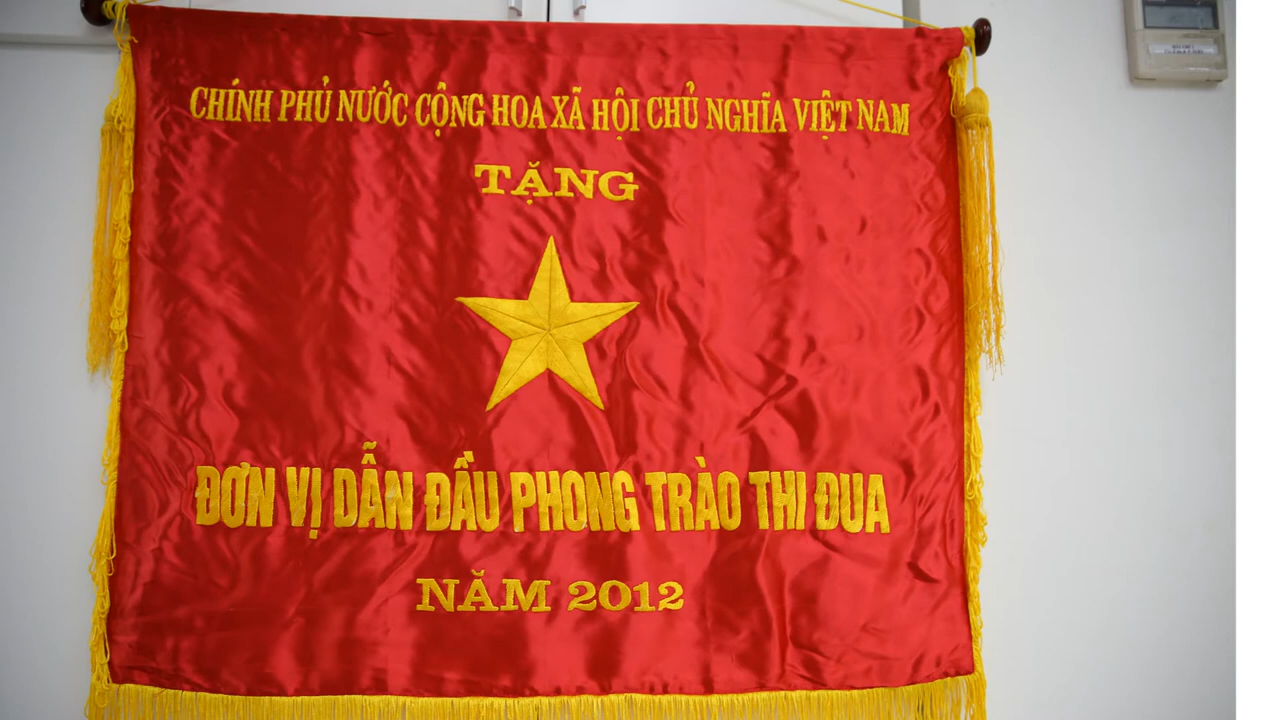 CHÍNH PHỦ NƯỚC CỘNG HOA XÃ HỘI CHỦ NGHĨA VIỆT NAM
TẶNG
ĐƠN VỊ DẪN ĐẦU PHONG TRÀO THI ĐUA
NĂM 2012